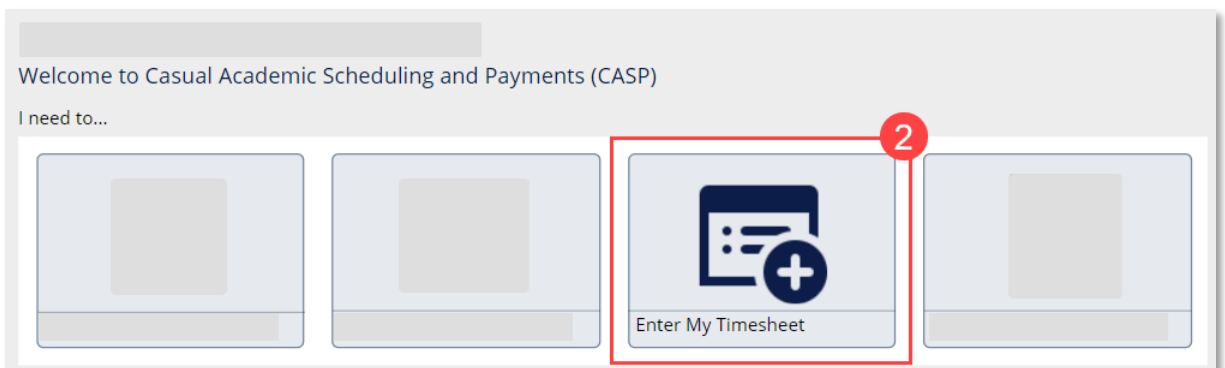 Welcome to Casual Academic Scheduling and Payments (CASP)
I need to...
2
Enter My Timesheet